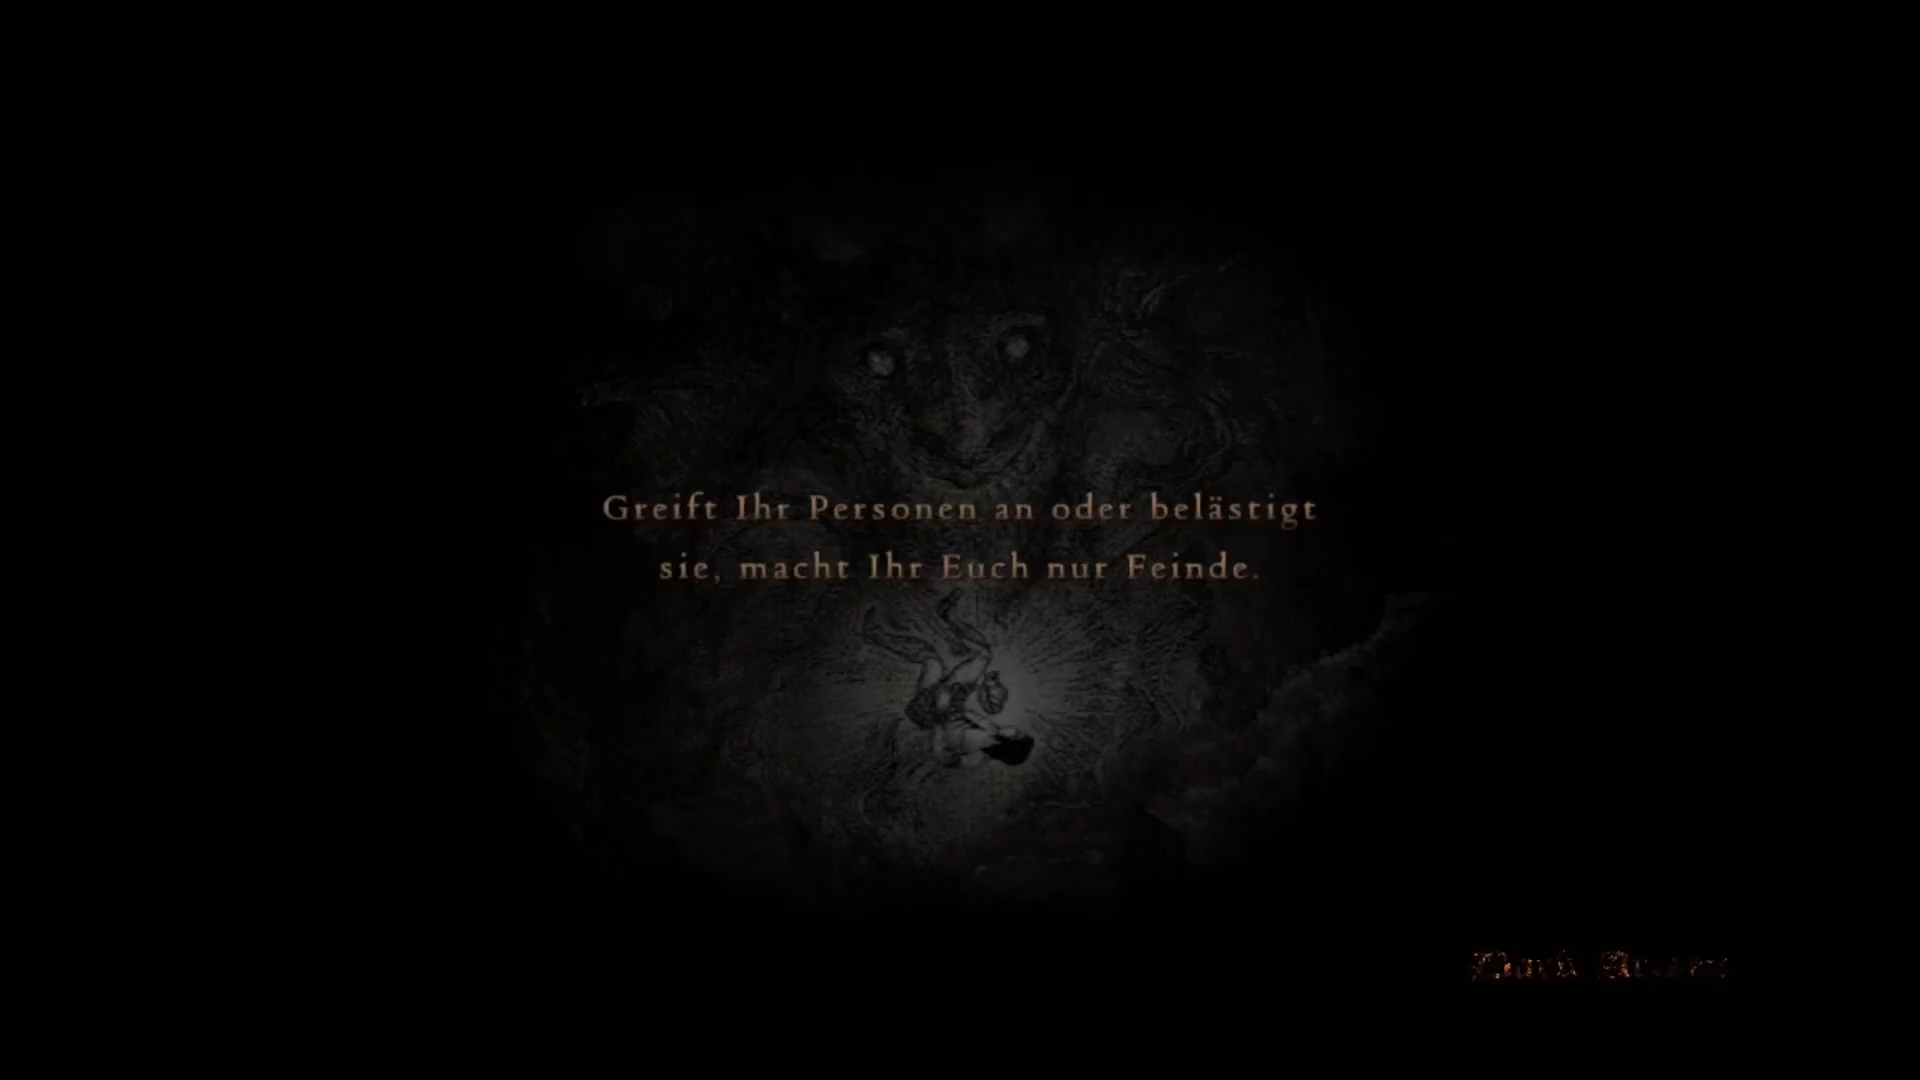 Greift Ihr Personen an oder belästigt
sie, macht Ihr Euch nur Feinde.